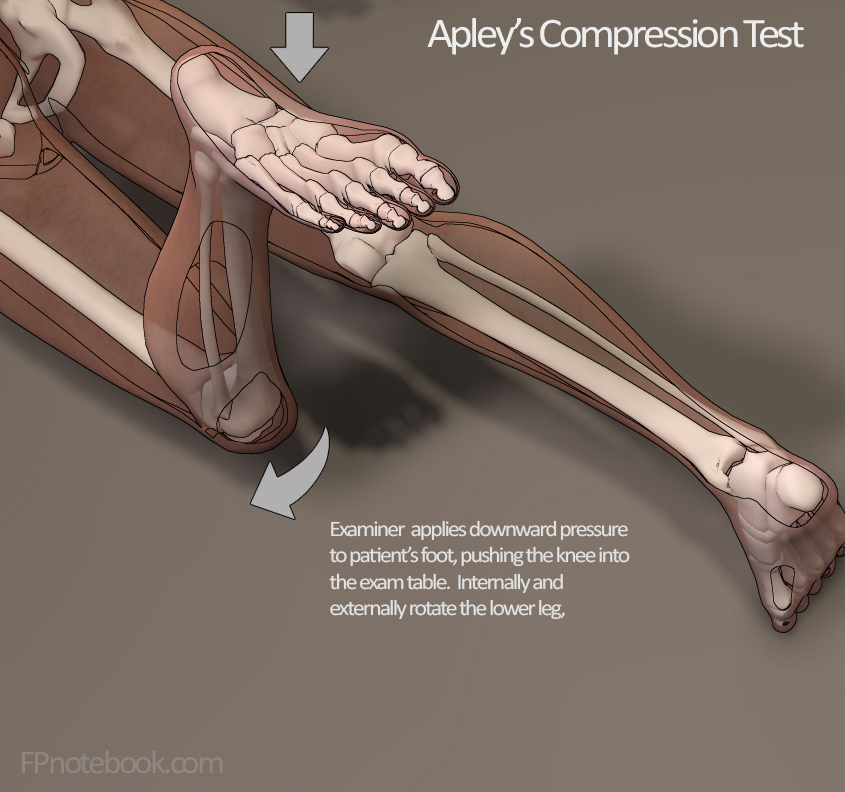 Apley's Compression Test
Examiner applies downward pressure
to patient's foot, pushing the knee into
the exam table. Internally and
externally rotate the lower leg,
FPnotebook.com